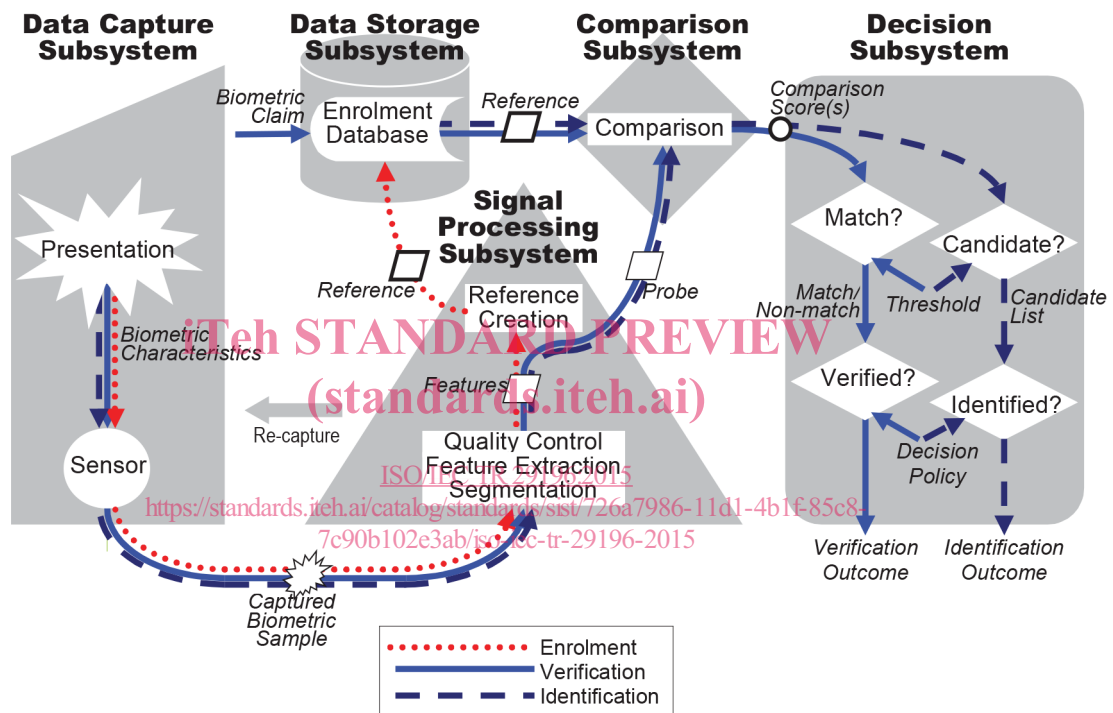 Data Capture
Subsystem
Data Storage
Subsystem
Comparison
Subsystem
Decision
Subsystem
Biometric
Claim
Enrolment
Database
Reference
Comparison
Comparison
Score(s)
Presentation
Signal
Processing
Subsystem
Match?
Candidate?
Reference
Reference
Creation
Probe
Match/
Non-match
Threshold
Candidate
List
Biometric
Characteristics
iTeh STANDARD PREVIEW
(standards.iteh.ai)
Features
Verified?
Identified?
Re-capture
Sensor
Quality Control
Feature Extraction
Segmentation
Decision
Policy
ISO/IEC TR 29196:2015
https://standards.iteh.ai/catalog/standards/sist/726a7986-11d1-4b1f-85c8-
7c90b102e3ab/iso-iec-tr-29196-2015
Verification
Outcome
Identification
Outcome
Captured
Biometric
Sample
Enrolment
Verification
Identification